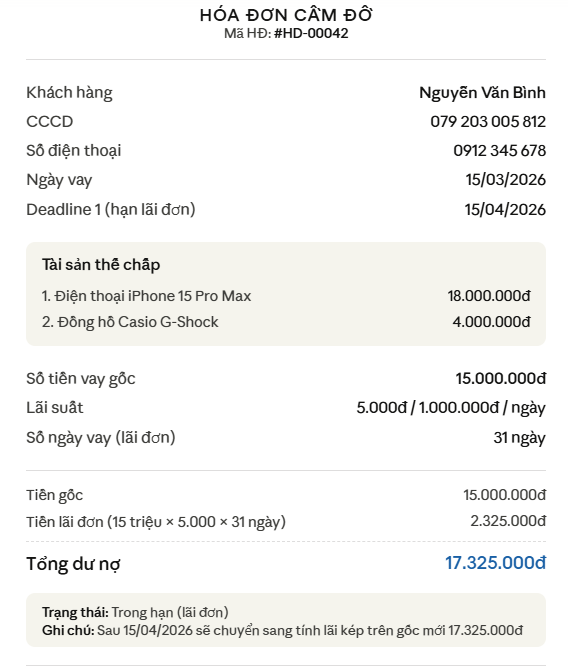 HÓA ĐƠN CẦM ĐỒ
Mã HĐ: #HD-00042
Khách hàng Nguyễn Văn Bình
CCCD 079 203 005 812
Số điện thoại 0912 345 678
Ngày vay 15/03/2026
Deadline 1 (hạn lãi đơn) 15/04/2026
Tài sản thế chấp
1. Điện thoại iPhone 15 Pro Max 18.000.000đ
2. Đồng hồ Casio G-Shock 4.000.000đ
Số tiền vay gốc 15.000.000đ
Lãi suất 5.000đ / 1.000.000đ / ngày
Số ngày vay (lãi đơn) 31 ngày
Tiền gốc 15.000.000đ
Tiền lãi đơn (15 triệu × 5.000 × 31 ngày) 2.325.000đ
Tổng dư nợ 17.325.000đ
Trạng thái: Trong hạn (lãi đơn)
Ghi chú: Sau 15/04/2026 sẽ chuyển sang tính lãi kép trên gốc mới 17.325.000đ